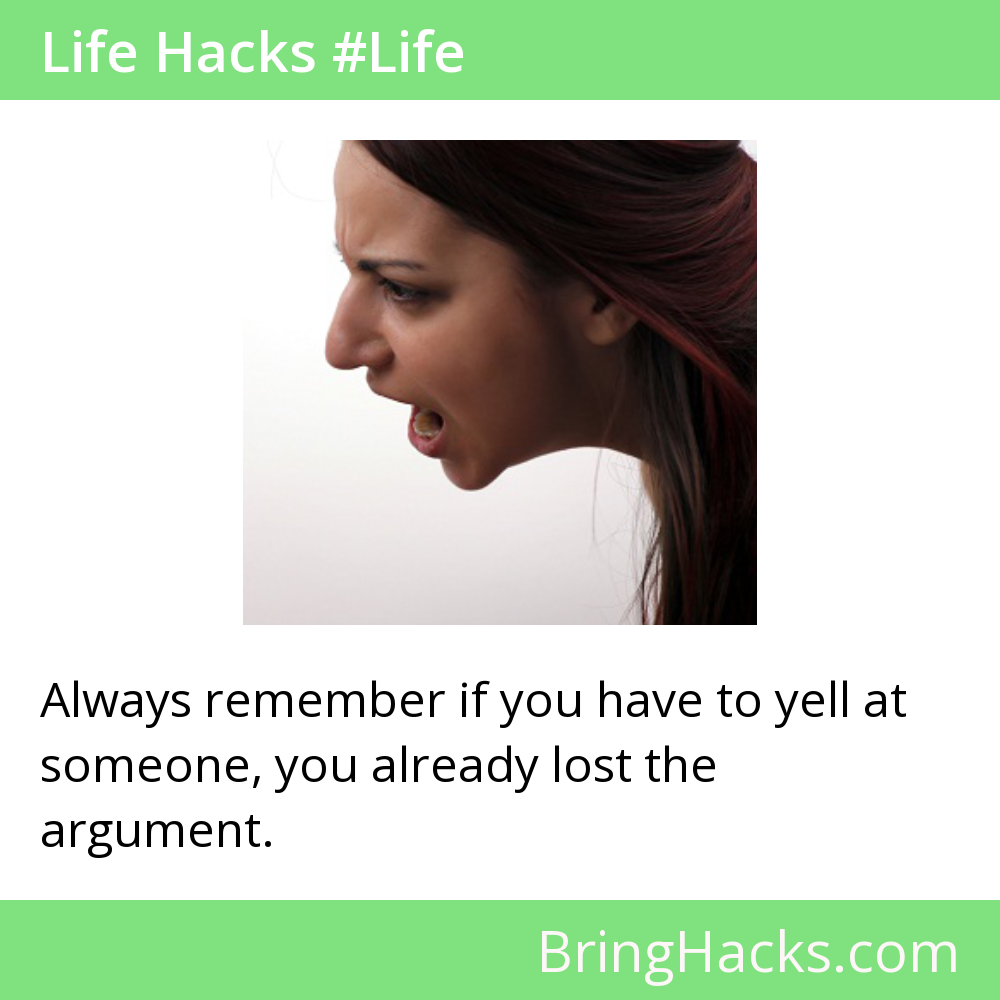 Life Hacks #Life
Always remember if you have to yell at
someone, you already lost the
argument.
BringHacks.com